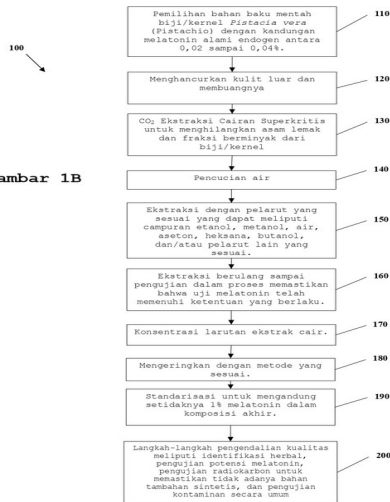 Pemilihan bahan baku mentah
biji/kernel Pistacia vera
(Pistachio) dengan kandungan
melatonin alami endogen antara
0,02 sampai 0,04%.
110
100
Menghancurkan kulit luar dan
membuangnya
120
CO₂ Ekstraksi Cairan Superkritis
untuk menghilangkan asam lemak
dan fraksi berminyak dari
biji/kernel
130
ambar 1B
Pencucian air
140
Ekstraksi dengan pelarut yang
sesuai yang dapat meliputi
campuran etanol, metanol, air,
aseton, heksana, butanol,
dan/atau pelarut lain yang
sesuai.
150
Ekstraksi berulang sampai
pengujian dalam proses memastikan
bahwa uji melatonin telah
memenuhi ketentuan yang berlaku.
160
Konsentrasi larutan ekstrak cair.
170
Mengeringkan dengan metode yang
sesuai.
180
Standarisasi untuk mengandung
setidaknya 1% melatonin dalam
komposisi akhir.
190
Langkah-langkah pengendalian kualitas
meliputi identifikasi herbal,
pengujian potensi melatonin,
pengujian radiokarbon untuk
memastikan tidak adanya bahan
tambahan sintetis, dan pengujian
kontaminan secara umum
200